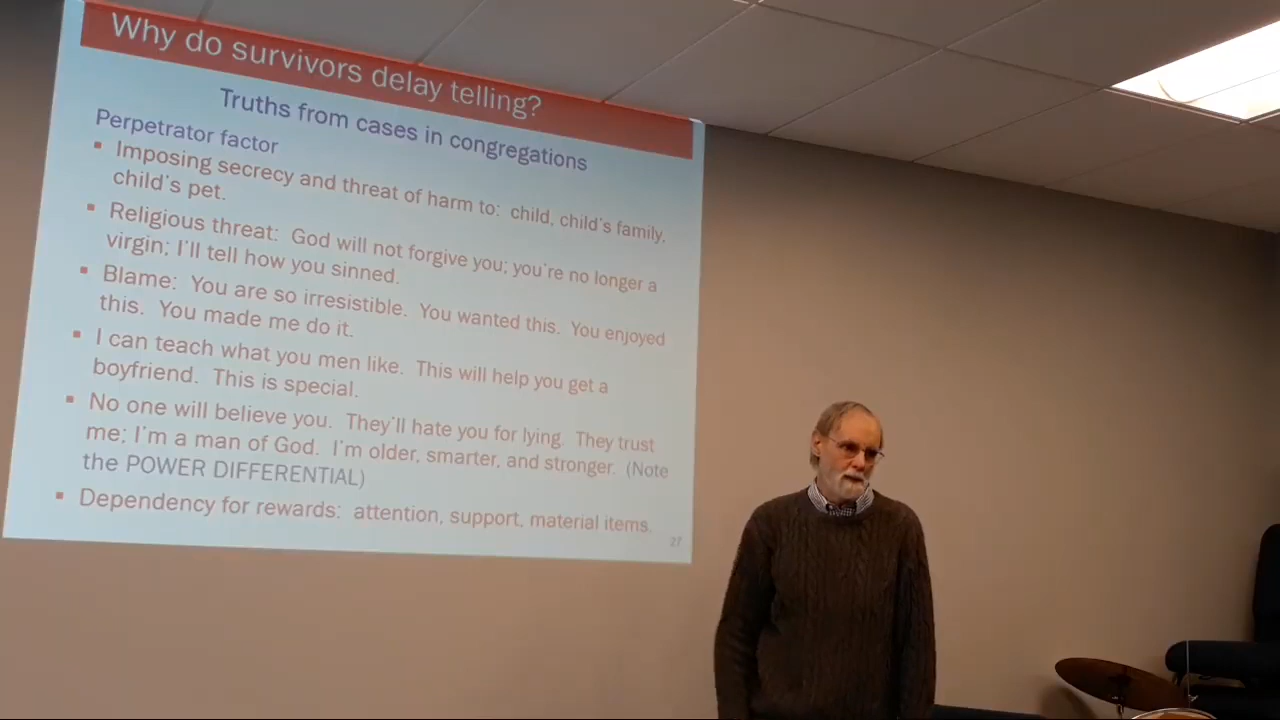 Why do survivors delay telling?
Truths from cases in congregations
Perpetrator factor
▪ Imposing secrecy and threat of harm to: child, child's family,
child's pet.
▪ Religious threat: God will not forgive you; you're no longer a
virgin; I'll tell how you sinned.
▪ Blame: You are so irresistible. You wanted this. You enjoyed
this. You made me do it.
▪ I can teach what you men like. This will help you get a
boyfriend. This is special.
▪ No one will believe you. They'll hate you for lying. They trust
me; I'm a man of God. I'm older, smarter, and stronger. (Note
the POWER DIFFERENTIAL)
▪ Dependency for rewards: attention, support, material items.
27